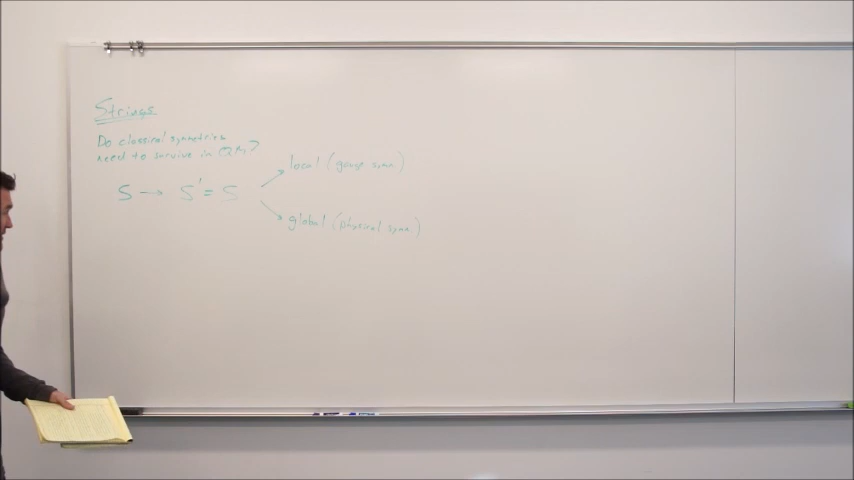 Strings
Do classical symmetries
need to survive in QM?
S → S' = S
local (gauge symm)
global (physical symm)